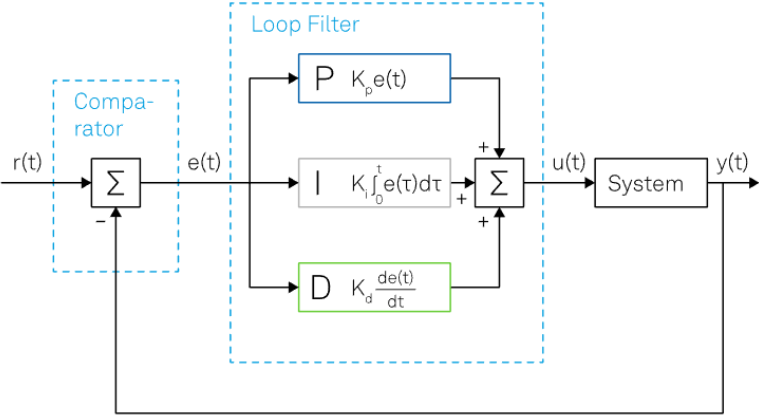 Loop Filter
Compa-
rator
r(t)
Σ
−
e(t)
P K_p e(t)
I K_i ∫_0^t e(τ)dτ
D K_d de(t)/dt
+
+
+
Σ
u(t)
System
y(t)